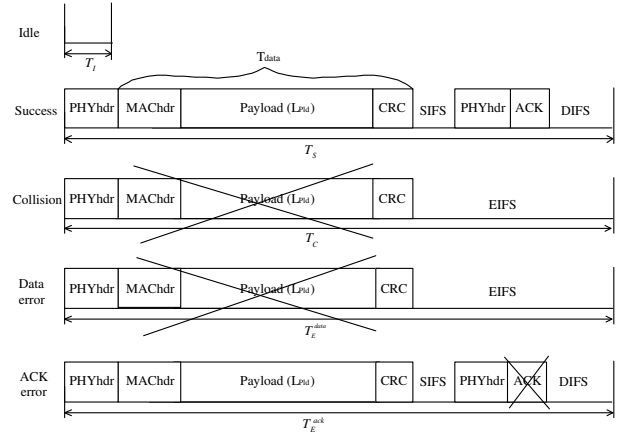 Idle
T_I
T_data
Success PHYhdr MAChdr Payload (L_Pld) CRC SIFS PHYhdr ACK DIFS
T_S
Collision PHYhdr MAChdr Payload (L_Pld) CRC EIFS
T_C
Data error PHYhdr MAChdr Payload (L_Pld) CRC EIFS
T_E^data
ACK error PHYhdr MAChdr Payload (L_Pld) CRC SIFS PHYhdr ACK DIFS
T_E^ack